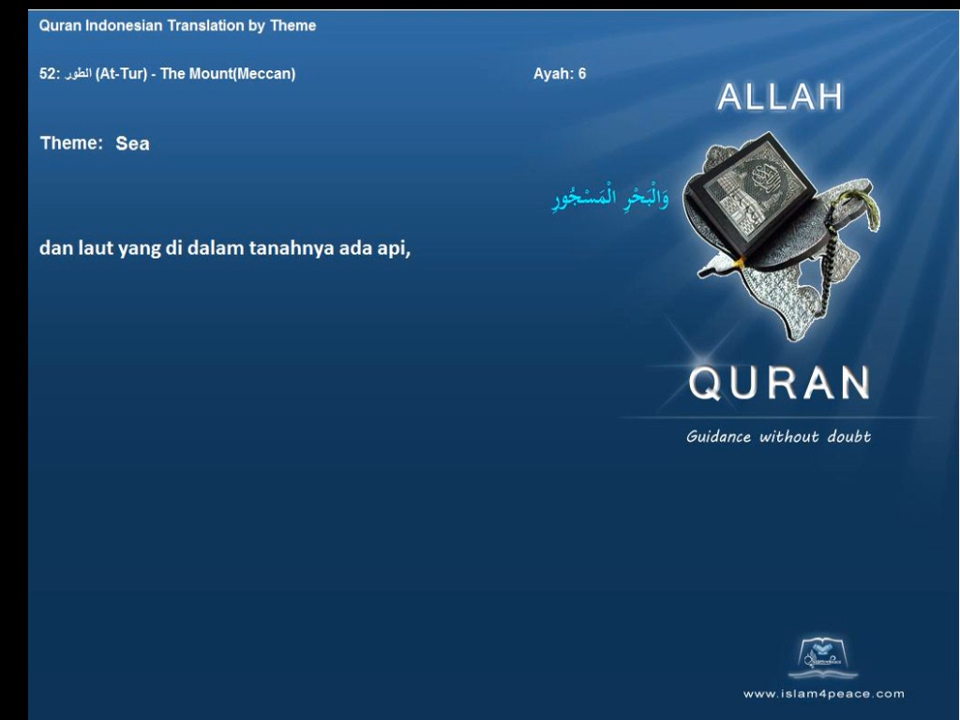 Quran Indonesian Translation by Theme
52: الطور (At-Tur) - The Mount(Meccan)
Ayah: 6
ALLAH
Theme: Sea
وَالْبَحْرِ الْمَسْجُورِ
dan laut yang di dalam tanahnya ada api,
QURAN
Guidance without doubt
www.islam4peace.com